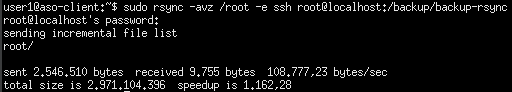 user1@aso-client:~$ sudo rsync -avz /root -e ssh root@localhost:/backup/backup-rsync
root@localhost's password:
sending incremental file list
root/
sent 2.546.510 bytes  received 9.755 bytes  108.777,23 bytes/sec
total size is 2.971.104.396  speedup is 1.162,28